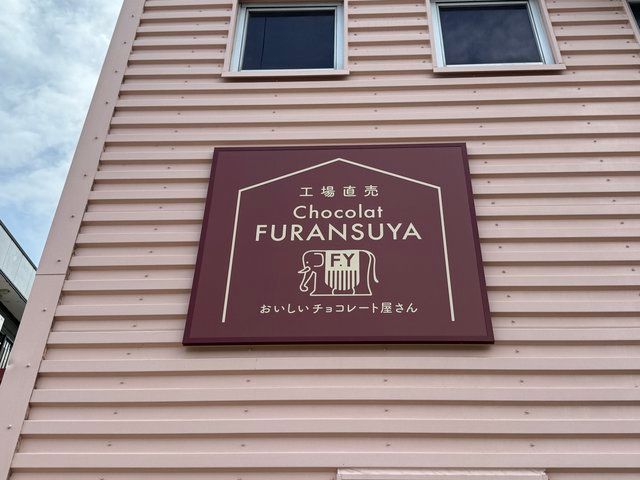 工場直売
Chocolat
FURANSUYA
F.Y
おいしいチョコレート屋さん